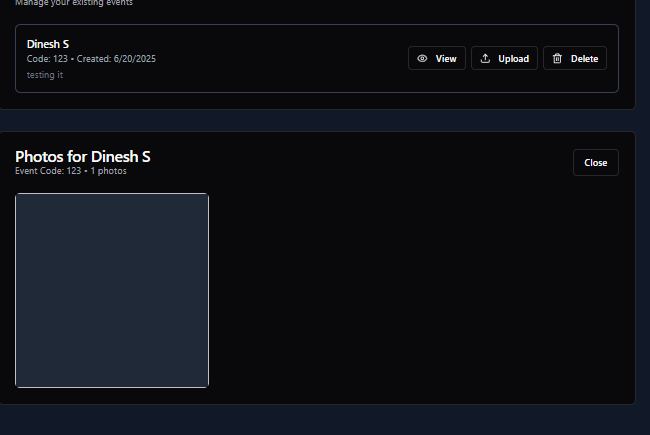 Manage your existing events
Dinesh S
Code: 123 • Created: 6/20/2025
testing it
View
Upload
Delete
Photos for Dinesh S
Event Code: 123 • 1 photos
Close